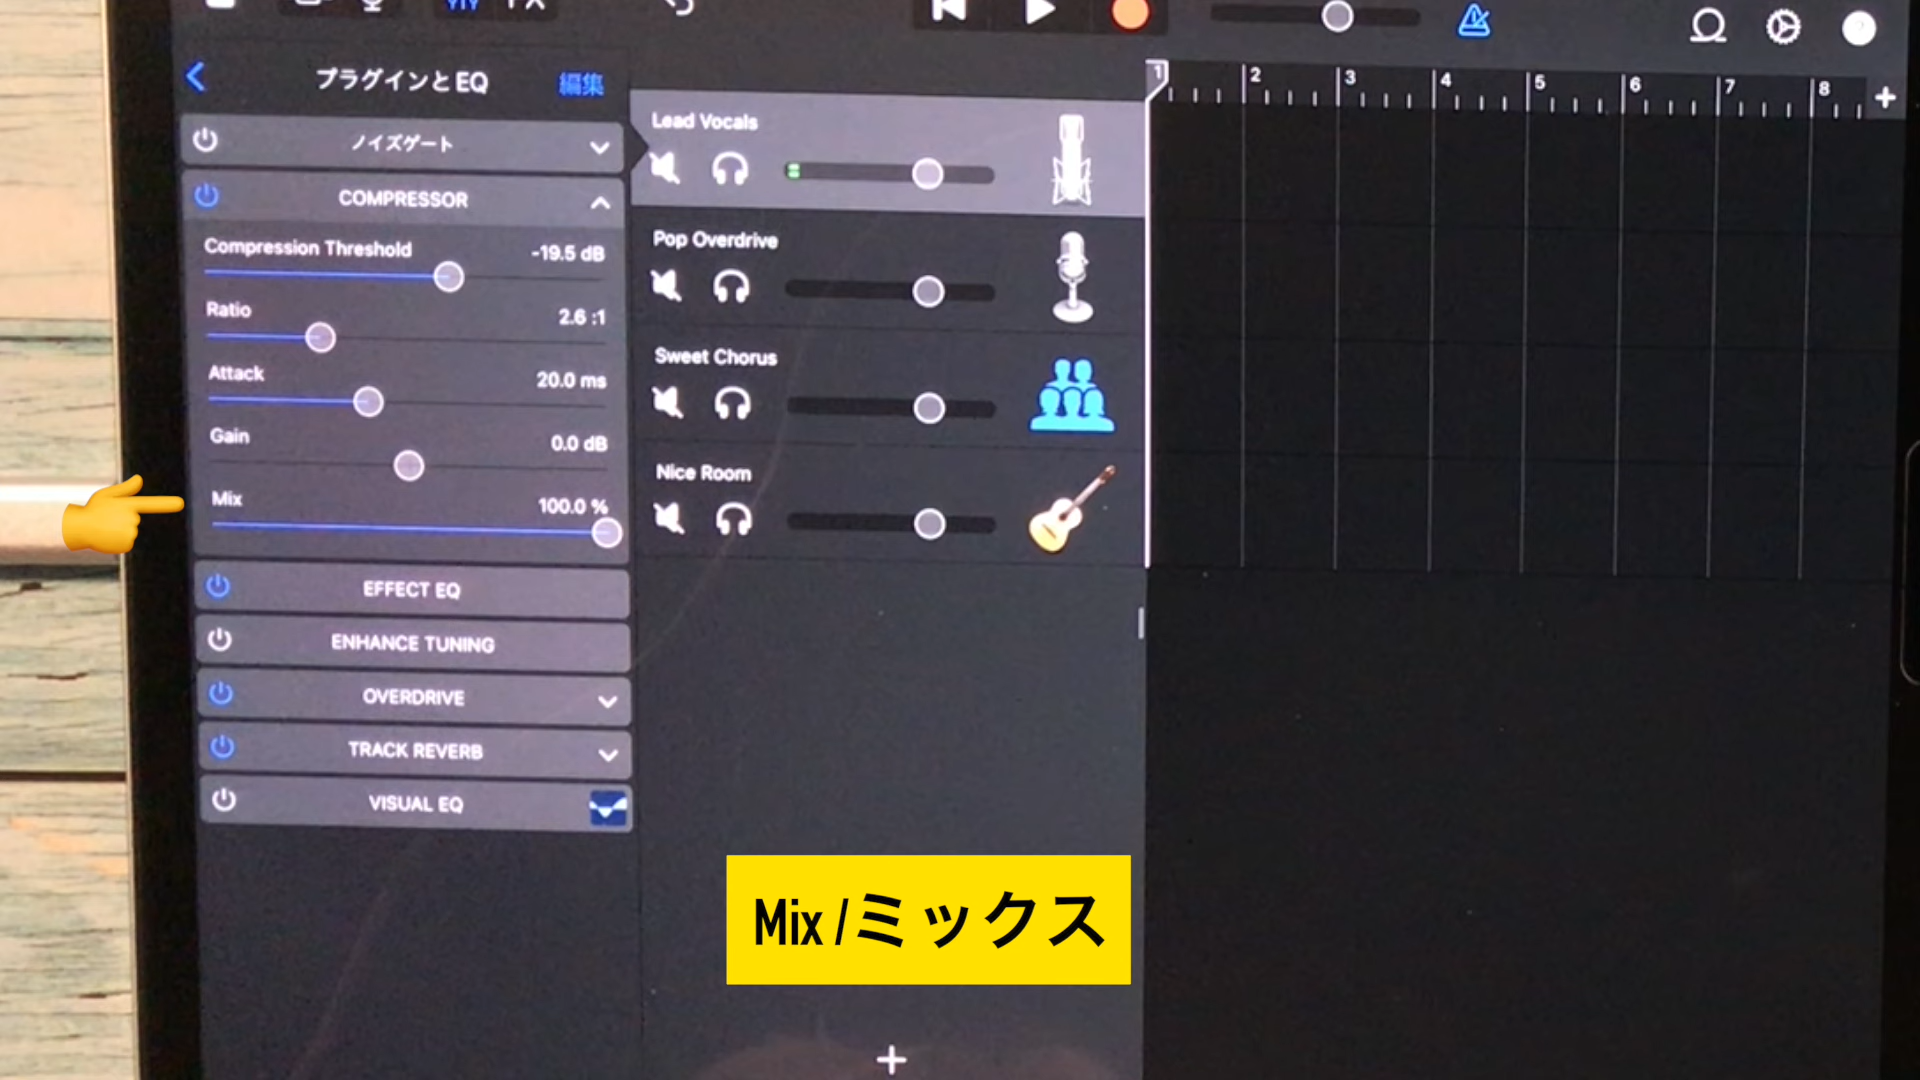 プラグインとEQ 編集
ノイズゲート
COMPRESSOR
Compression Threshold -19.5 dB
Ratio 2.6 :1
Attack 20.0 ms
Gain 0.0 dB
Mix 100.0 %
EFFECT EQ
ENHANCE TUNING
OVERDRIVE
TRACK REVERB
VISUAL EQ
Lead Vocals
Pop Overdrive
Sweet Chorus
Nice Room
1 2 3 4 5 6 7 8 +
Mix /ミックス
+